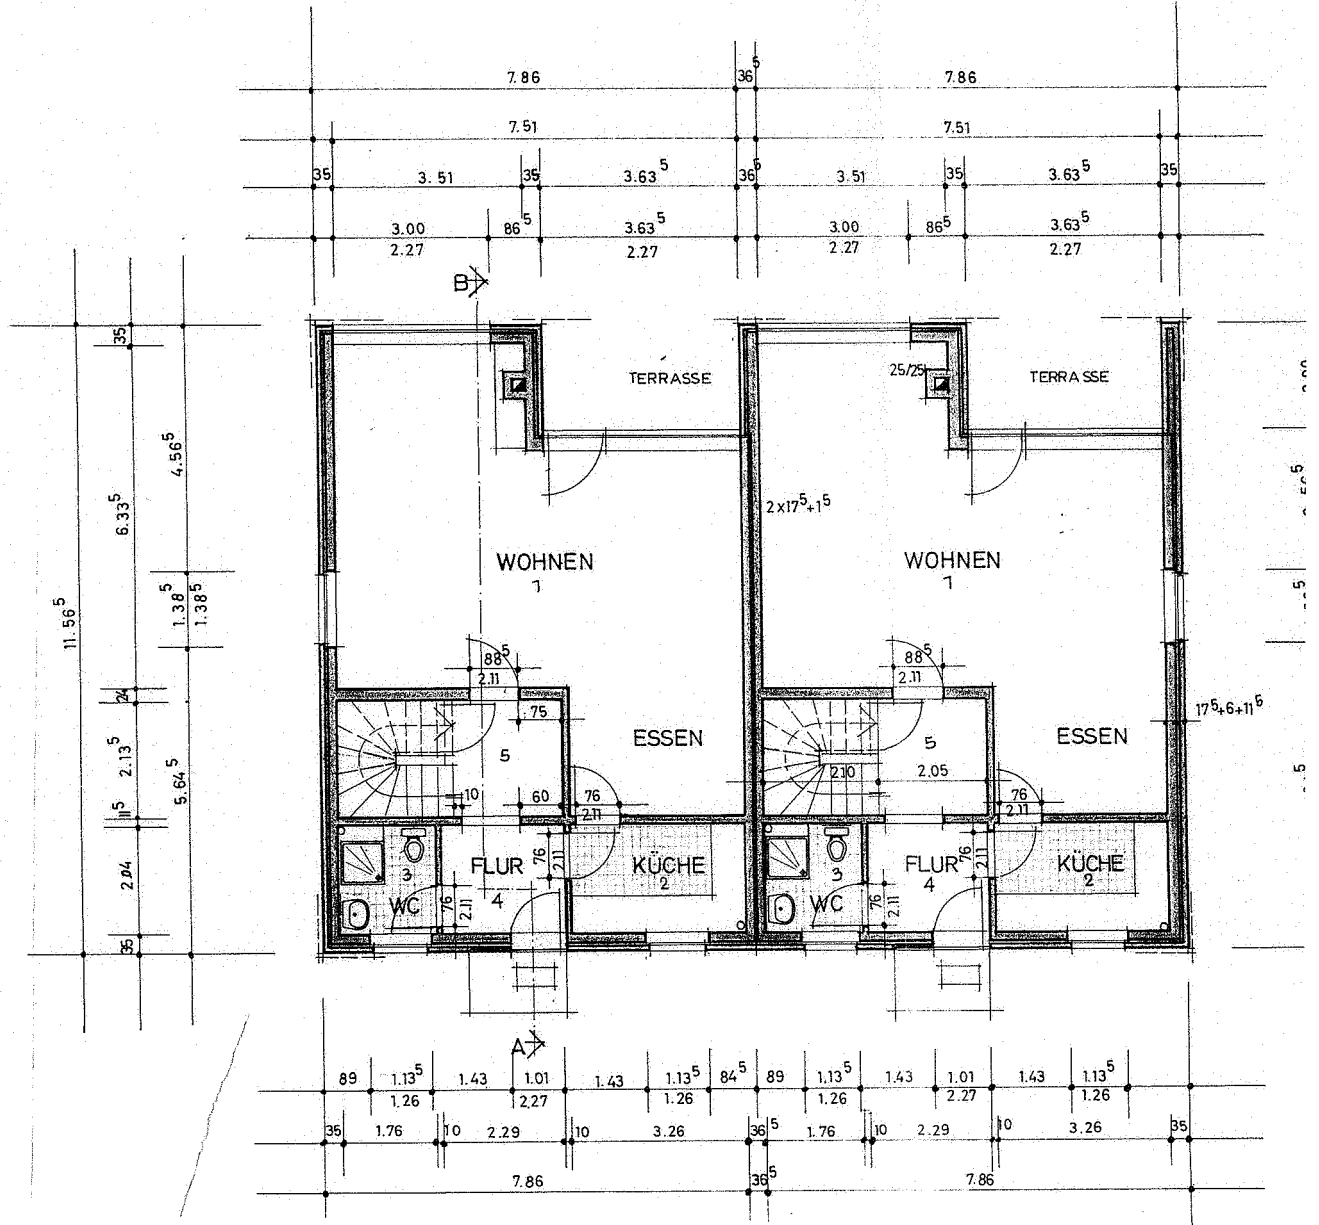 7.86 36⁵ 7.86
7.51 7.51
35 3.51 35 3.63⁵ 36⁵ 3.51 35 3.63⁵ 35
3.00 86⁵ 3.63⁵ 3.00 86⁵ 3.63⁵
2.27 2.27 2.27 2.27
B
35
25/25
TERRASSE TERRASSE
4.56⁵
6.33⁵
2x17⁵+1⁵
WOHNEN WOHNEN
1 1
11.56⁵
1.38⁵
1.38⁵
88⁵ 88⁵
2.11 2.11
24
75
17⁵+6+11⁵
ESSEN ESSEN
5 5
2.13⁵
5.64⁵
2.10 2.05
10 60 76 76
2.11 2.11
11⁵
FLUR KÜCHE FLUR KÜCHE
76 2.11 76 2.11
3 2 3 2
4 4
WC WC
76 2.11 76 2.11
2.04
35
A
89 1.13⁵ 1.43 1.01 1.43 1.13⁵ 84⁵ 89 1.13⁵ 1.43 1.01 1.43 1.13⁵
1.26 2.27 1.26 1.26 2.27 1.26
35 1.76 10 2.29 10 3.26 36⁵ 1.76 10 2.29 10 3.26 35
7.86 36⁵ 7.86